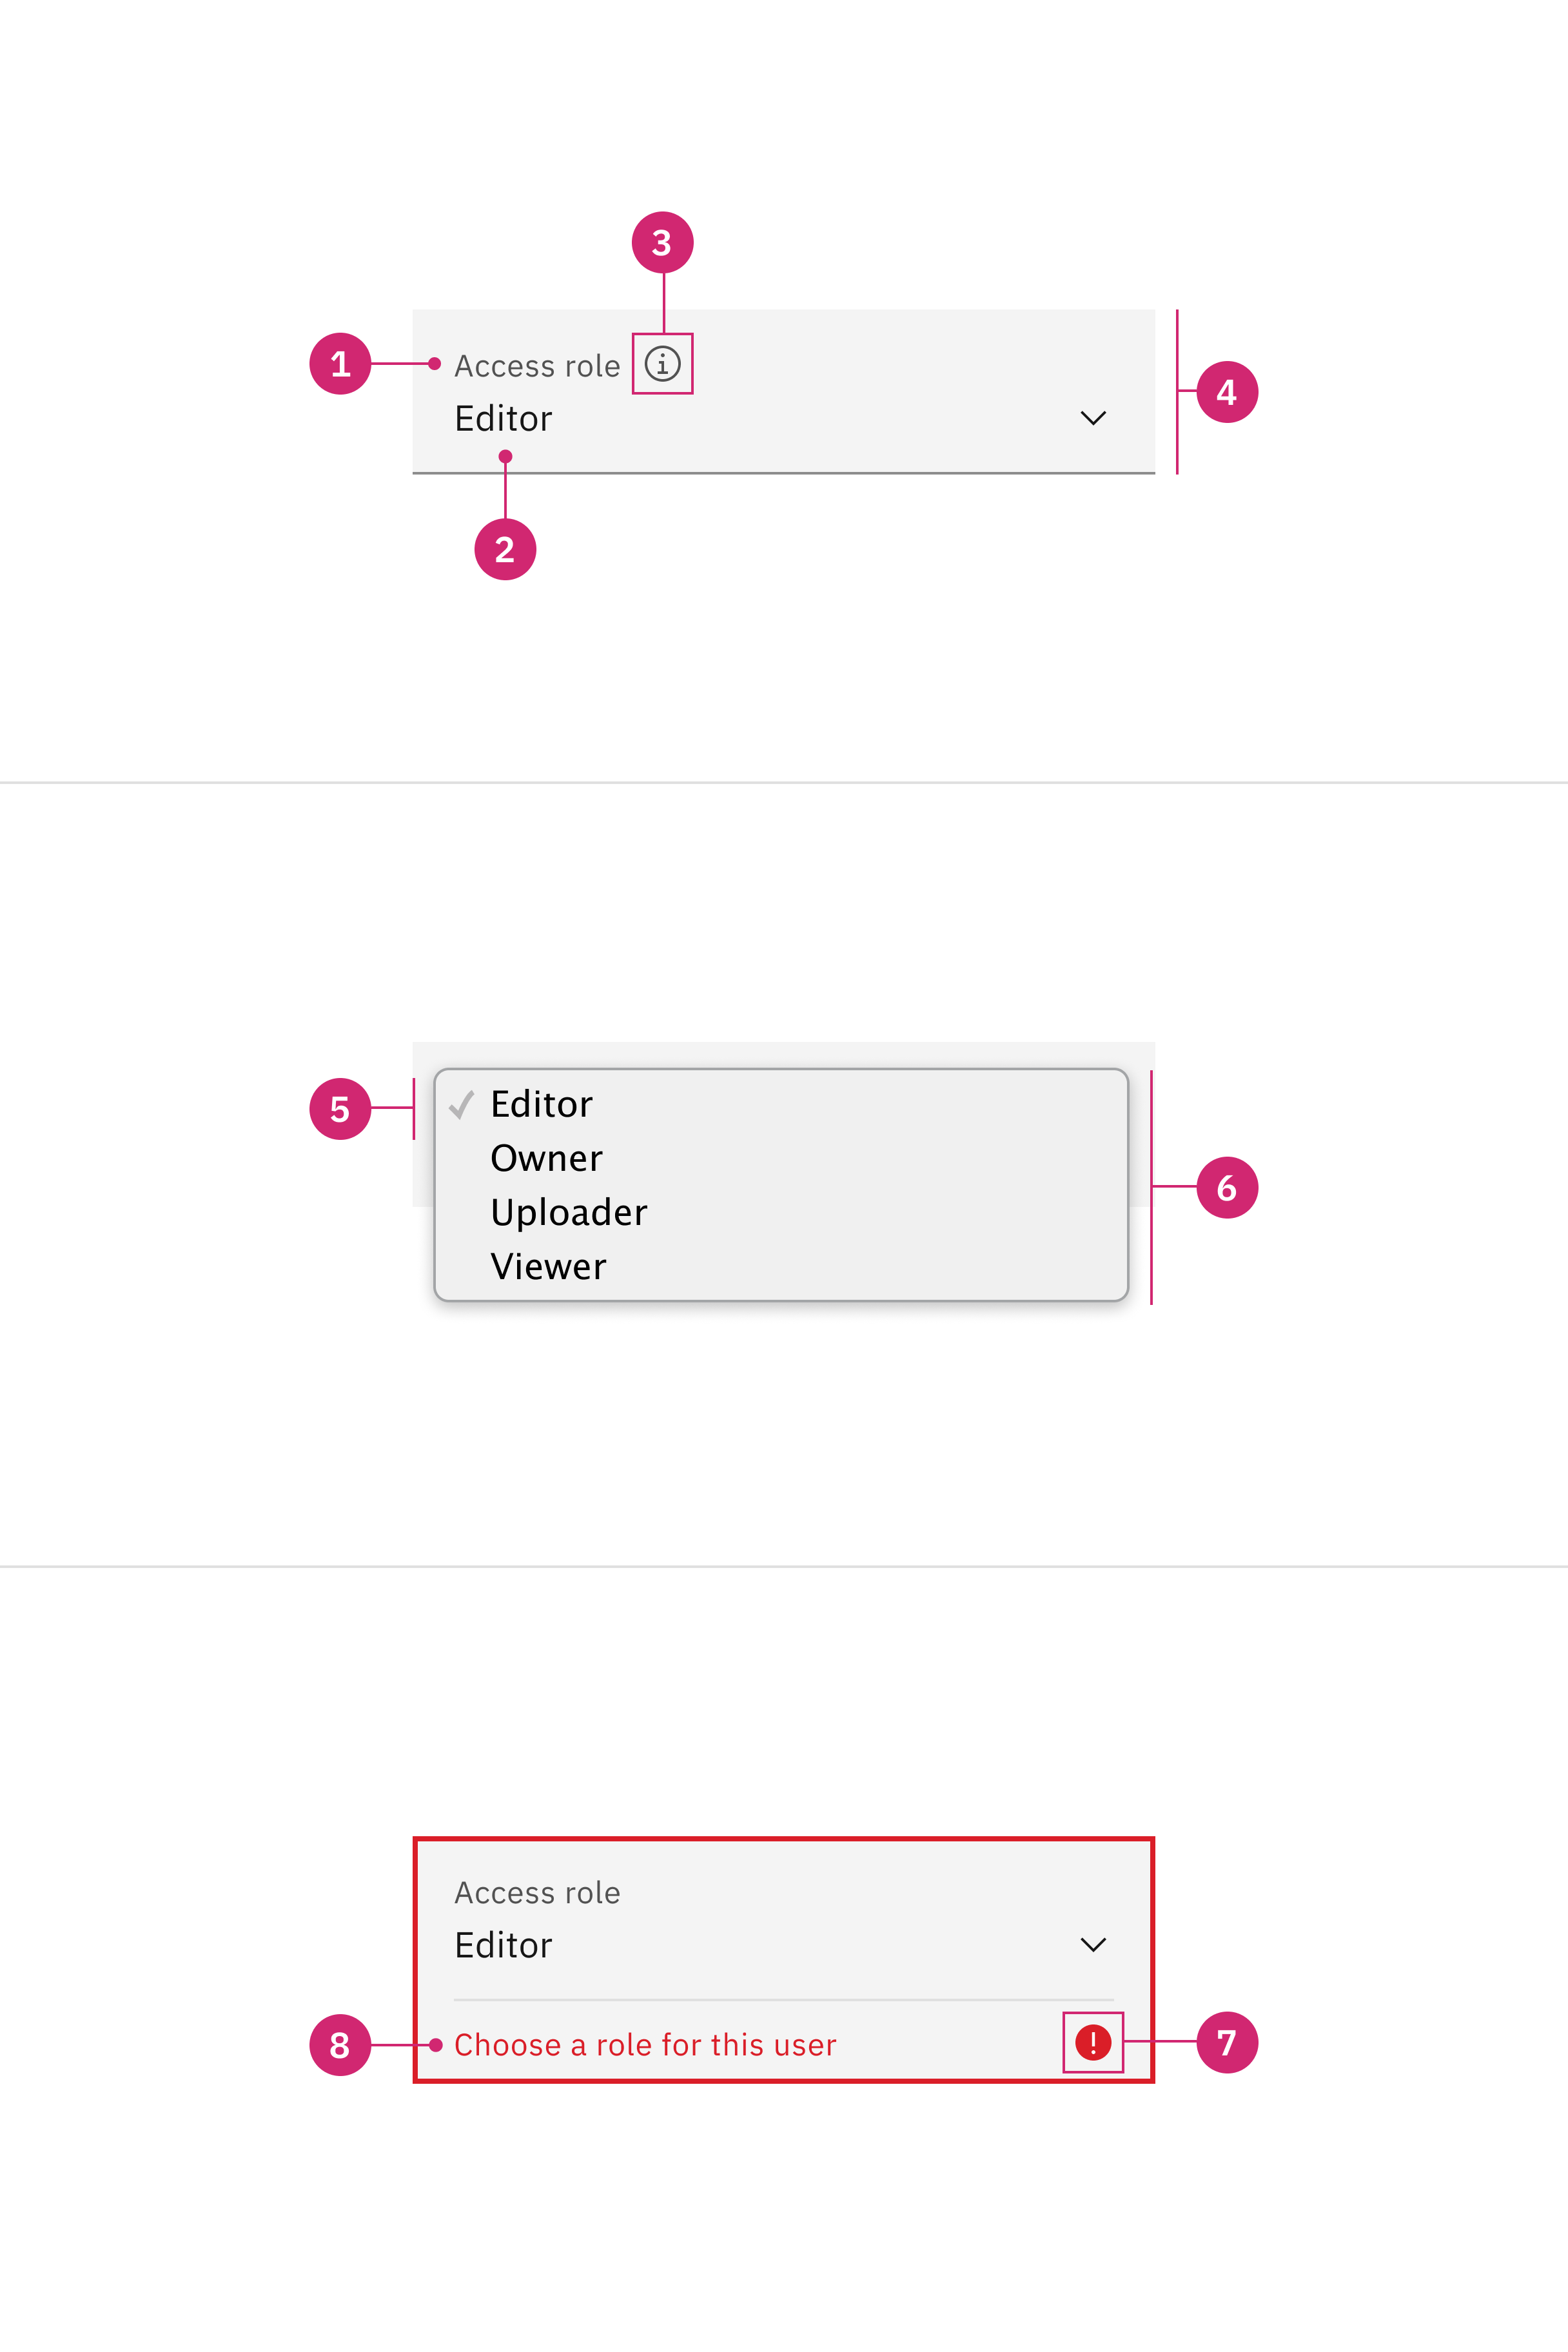 3
1
Access role
4
Editor
2
5
Editor
Owner
6
Uploader
Viewer
Access role
Editor
8
Choose a role for this user
7